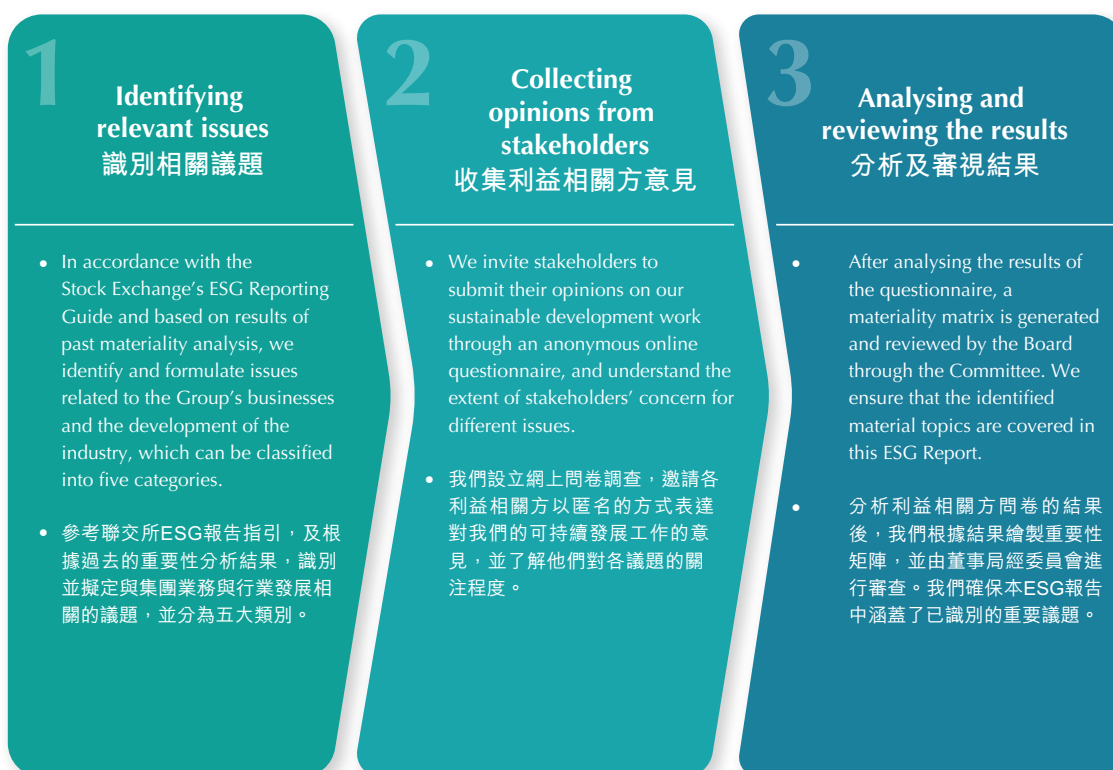 1
Identifying
relevant issues
識別相關議題
• In accordance with the
Stock Exchange's ESG Reporting
Guide and based on results of
past materiality analysis, we
identify and formulate issues
related to the Group's businesses
and the development of the
industry, which can be classified
into five categories.
• 參考聯交所ESG報告指引，及根
據過去的重要性分析結果，識別
並擬定與集團業務與行業發展相
關的議題，並分為五大類別。
2
Collecting
opinions from
stakeholders
收集利益相關方意見
• We invite stakeholders to
submit their opinions on our
sustainable development work
through an anonymous online
questionnaire, and understand the
extent of stakeholders' concern for
different issues.
• 我們設立網上問卷調查，邀請各
利益相關方以匿名的方式表達
對我們的可持續發展工作的意
見，並了解他們對各議題的關
注程度。
3
Analysing and
reviewing the results
分析及審視結果
• After analysing the results of
the questionnaire, a
materiality matrix is generated
and reviewed by the Board
through the Committee. We
ensure that the identified
material topics are covered in
this ESG Report.
• 分析利益相關方問卷的結果
後，我們根據結果繪製重要性
矩陣，並由董事局經委員會進
行審查。我們確保本ESG報告
中涵蓋了已識別的重要議題。